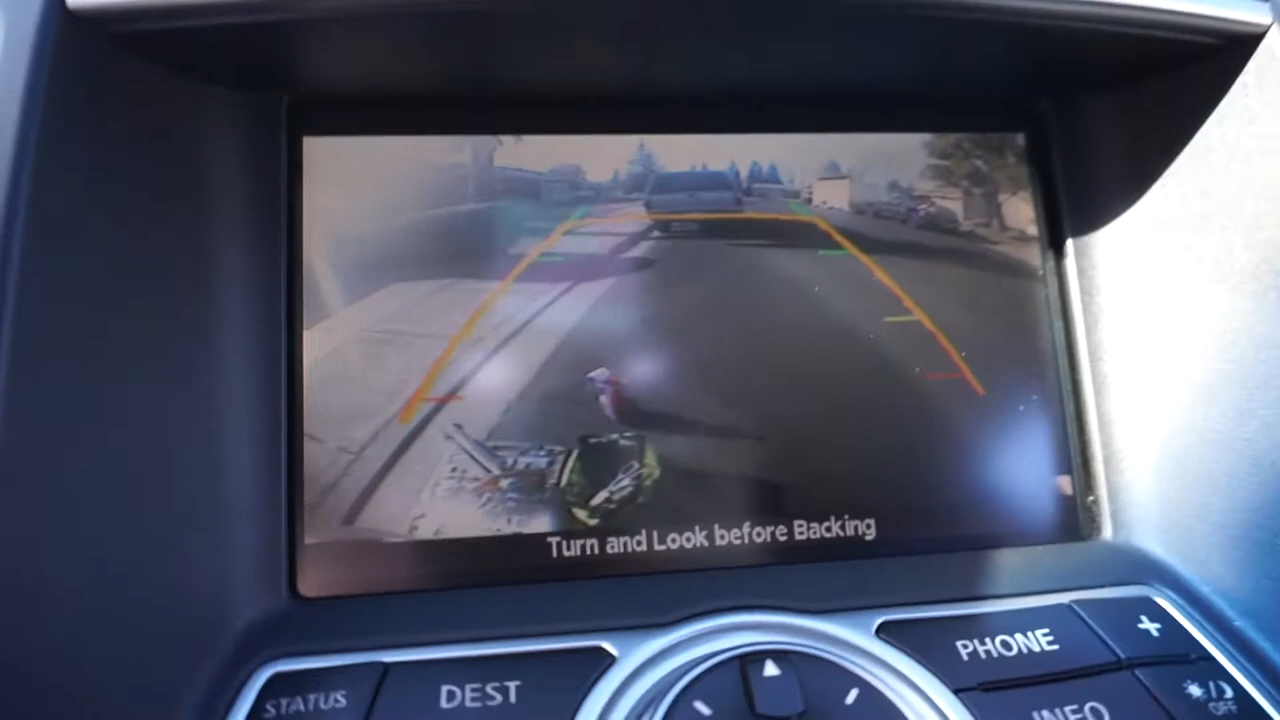 Turn and Look before Backing
STATUS
DEST
PHONE
+
INFO
OFF